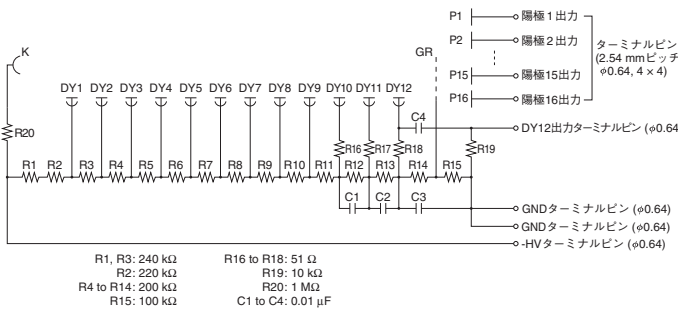 P1
陽極1出力
P2
陽極2出力
P15
陽極15出力
P16
陽極16出力
ターミナルピン
(2.54 mmピッチ
φ0.64, 4 × 4)
GR
K
DY1 DY2 DY3 DY4 DY5 DY6 DY7 DY8 DY9 DY10 DY11 DY12
C4
DY12出力ターミナルピン (φ0.64)
R20
R16 R17 R18 R19
R1 R2 R3 R4 R5 R6 R7 R8 R9 R10 R11 R12 R13 R14 R15
C1 C2 C3
GNDターミナルピン (φ0.64)
GNDターミナルピン (φ0.64)
-HVターミナルピン (φ0.64)
R1, R3: 240 kΩ
R2: 220 kΩ
R4 to R14: 200 kΩ
R15: 100 kΩ
R16 to R18: 51 Ω
R19: 10 kΩ
R20: 1 MΩ
C1 to C4: 0.01 μF